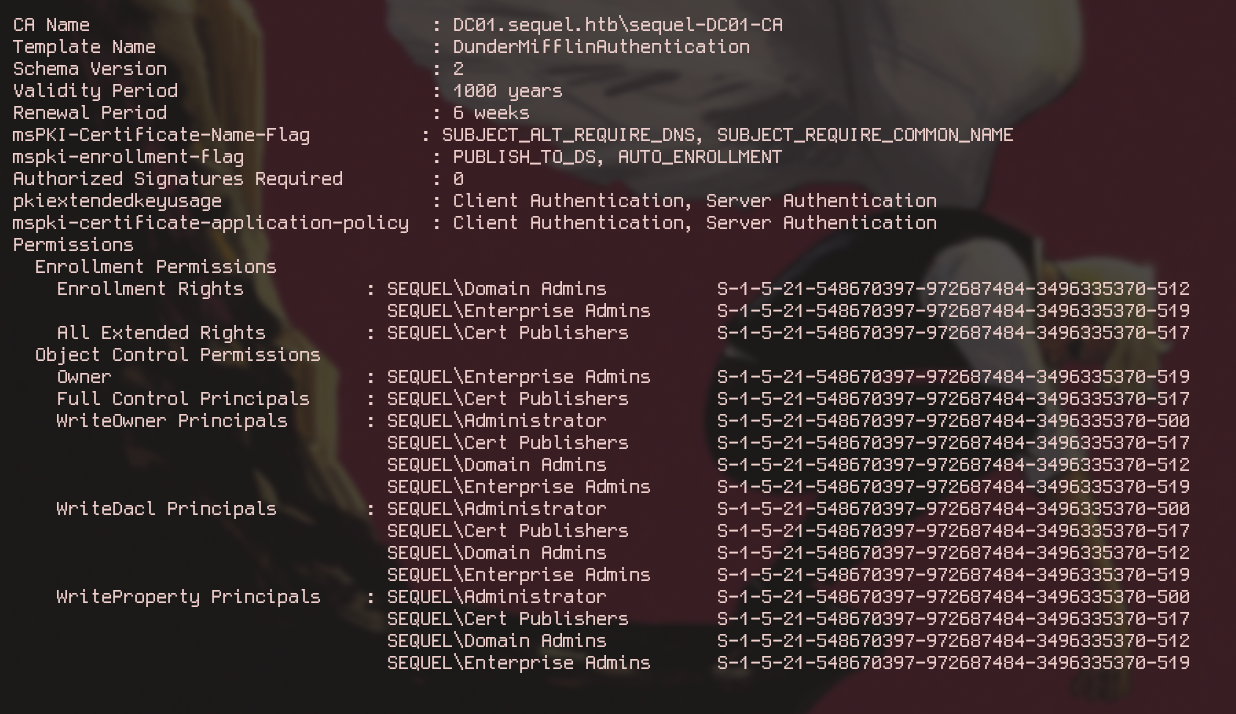 CA Name : DC01.sequel.htb\sequel-DC01-CA
Template Name : DunderMifflinAuthentication
Schema Version : 2
Validity Period : 1000 years
Renewal Period : 6 weeks
msPKI-Certificate-Name-Flag : SUBJECT_ALT_REQUIRE_DNS, SUBJECT_REQUIRE_COMMON_NAME
mspki-enrollment-flag : PUBLISH_TO_DS, AUTO_ENROLLMENT
Authorized Signatures Required : 0
pkiextendedkeyusage : Client Authentication, Server Authentication
mspki-certificate-application-policy : Client Authentication, Server Authentication
Permissions
Enrollment Permissions
Enrollment Rights : SEQUEL\Domain Admins S-1-5-21-548670397-972687484-3496335370-512
SEQUEL\Enterprise Admins S-1-5-21-548670397-972687484-3496335370-519
All Extended Rights : SEQUEL\Cert Publishers S-1-5-21-548670397-972687484-3496335370-517
Object Control Permissions
Owner : SEQUEL\Enterprise Admins S-1-5-21-548670397-972687484-3496335370-519
Full Control Principals : SEQUEL\Cert Publishers S-1-5-21-548670397-972687484-3496335370-517
WriteOwner Principals : SEQUEL\Administrator S-1-5-21-548670397-972687484-3496335370-500
SEQUEL\Cert Publishers S-1-5-21-548670397-972687484-3496335370-517
SEQUEL\Domain Admins S-1-5-21-548670397-972687484-3496335370-512
SEQUEL\Enterprise Admins S-1-5-21-548670397-972687484-3496335370-519
WriteDacl Principals : SEQUEL\Administrator S-1-5-21-548670397-972687484-3496335370-500
SEQUEL\Cert Publishers S-1-5-21-548670397-972687484-3496335370-517
SEQUEL\Domain Admins S-1-5-21-548670397-972687484-3496335370-512
SEQUEL\Enterprise Admins S-1-5-21-548670397-972687484-3496335370-519
WriteProperty Principals : SEQUEL\Administrator S-1-5-21-548670397-972687484-3496335370-500
SEQUEL\Cert Publishers S-1-5-21-548670397-972687484-3496335370-517
SEQUEL\Domain Admins S-1-5-21-548670397-972687484-3496335370-512
SEQUEL\Enterprise Admins S-1-5-21-548670397-972687484-3496335370-519